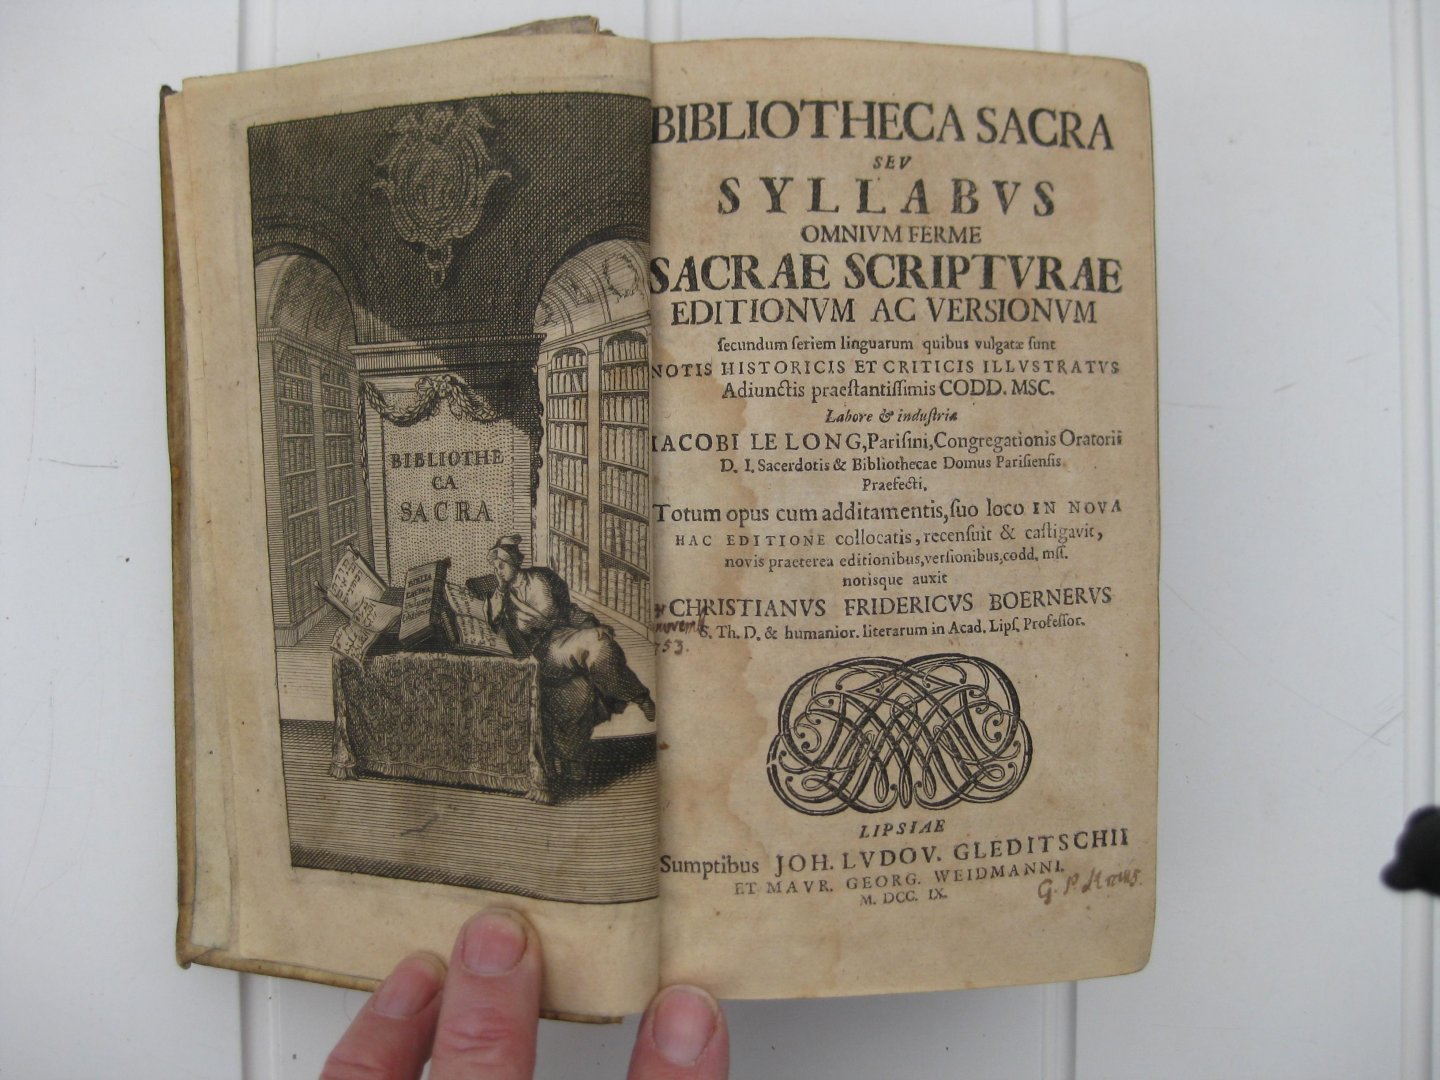 BIBLIOTHE
CA
SACRA
BIBLIA
BIBLIOTHECA SACRA
SEV
SYLLABVS
OMNIVM FERME
SACRAE SCRIPTVRAE
EDITIONVM AC VERSIONVM
ſecundum ſeriem linguarum quibus vulgatæ ſunt
NOTIS HISTORICIS ET CRITICIS ILLVSTRATVS
Adiunctis praeſtantiſſimis CODD. MSC.
Labore & induſtria
IACOBI LE LONG, Pariſini, Congregationis Oratorii
D. I. Sacerdotis & Bibliothecae Domus Pariſienſis
Praefecti.
Totum opus cum additamentis, ſuo loco IN NOVA
HAC EDITIONE collocatis, recenſuit & caſtigavit,
novis praeterea editionibus, verſionibus, codd. mſſ.
notisque auxit
CHRISTIANVS FRIDERICVS BOERNERVS
S. Th. D. & humanior. literarum in Acad. Lipſ. Profeſſor.
53.
LIPSIAE
Sumptibus JOH. LVDOV. GLEDITSCHII
ET MAVR. GEORG. WEIDMANNI.
M. DCC. IX.
G. P.